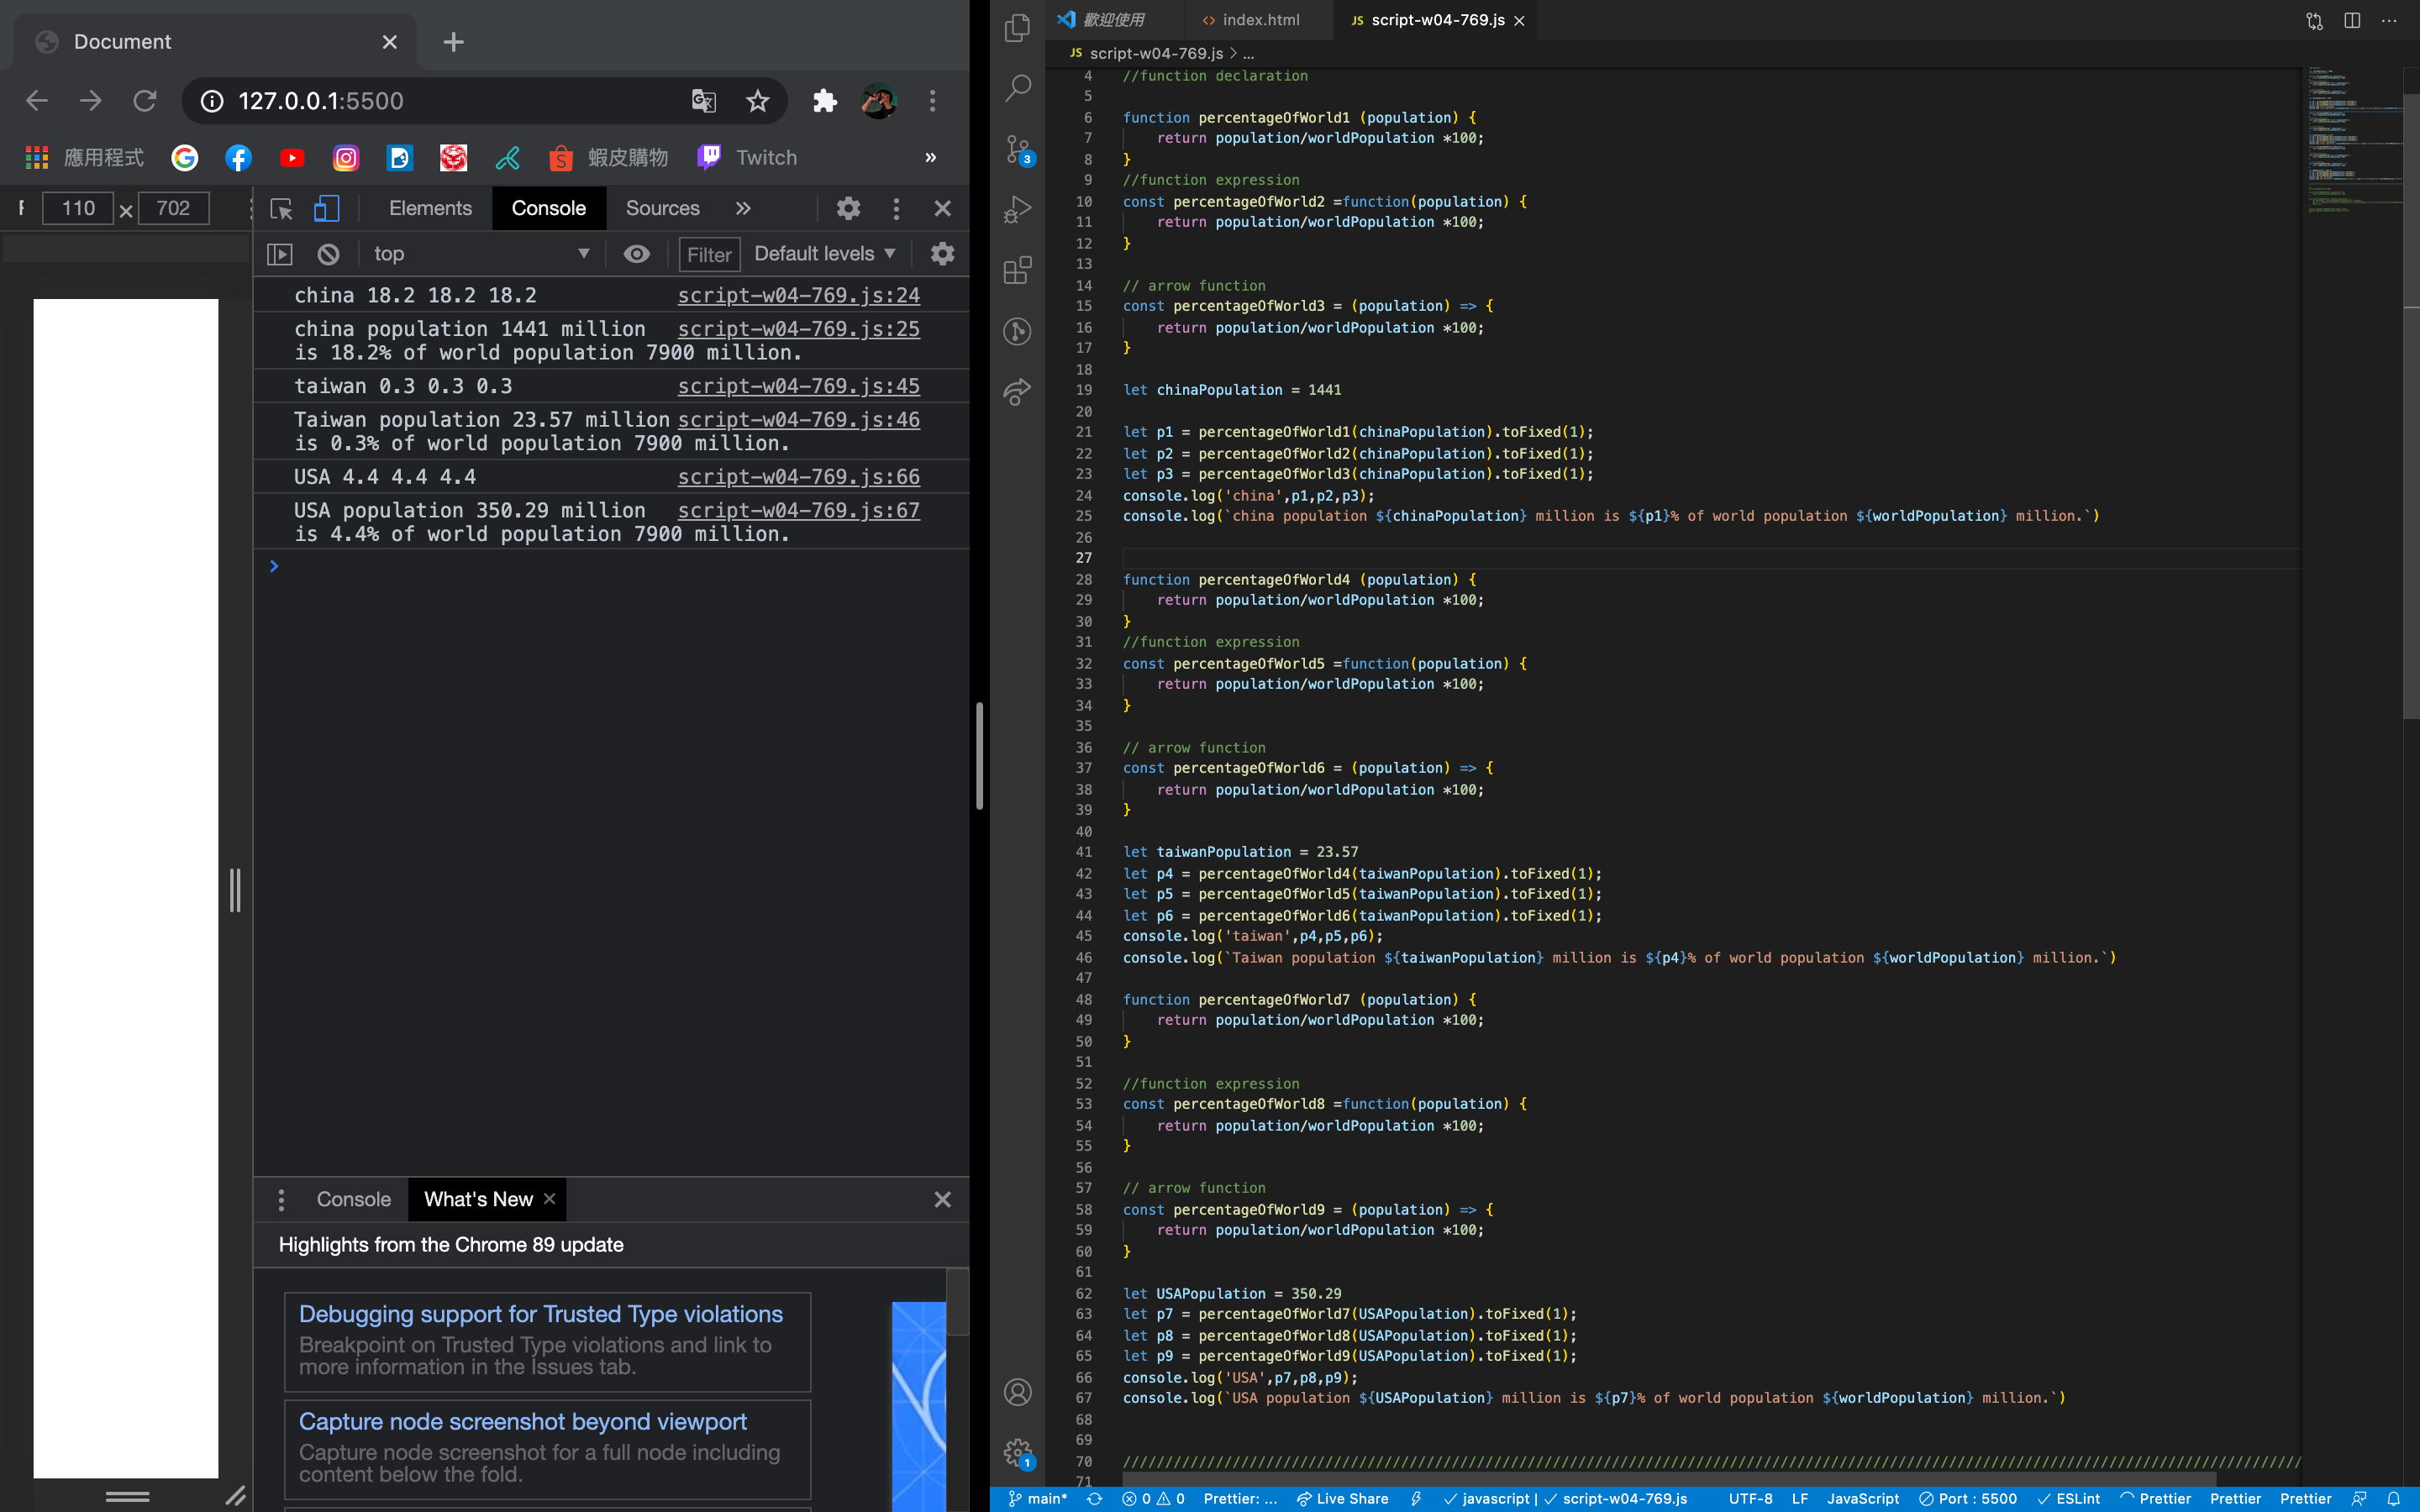 Document
127.0.0.1:5500
應用程式
蝦皮購物
Twitch
»
110 × 702
Elements
Console
Sources
»
top
Filter
Default levels
china 18.2 18.2 18.2 script-w04-769.js:24
china population 1441 million script-w04-769.js:25
is 18.2% of world population 7900 million.
taiwan 0.3 0.3 0.3 script-w04-769.js:45
Taiwan population 23.57 million script-w04-769.js:46
is 0.3% of world population 7900 million.
USA 4.4 4.4 4.4 script-w04-769.js:66
USA population 350.29 million script-w04-769.js:67
is 4.4% of world population 7900 million.
Console
What's New
Highlights from the Chrome 89 update
Debugging support for Trusted Type violations
Breakpoint on Trusted Type violations and link to
more information in the Issues tab.
Capture node screenshot beyond viewport
Capture node screenshot for a full node including
content below the fold.
歡迎使用
<> index.html
JS script-w04-769.js
JS script-w04-769.js > ...
3
1
4 //function declaration
5
6 function percentageOfWorld1 (population) {
7 return population/worldPopulation *100;
8 }
9 //function expression
10 const percentageOfWorld2 =function(population) {
11 return population/worldPopulation *100;
12 }
13
14 // arrow function
15 const percentageOfWorld3 = (population) => {
16 return population/worldPopulation *100;
17 }
18
19 let chinaPopulation = 1441
20
21 let p1 = percentageOfWorld1(chinaPopulation).toFixed(1);
22 let p2 = percentageOfWorld2(chinaPopulation).toFixed(1);
23 let p3 = percentageOfWorld3(chinaPopulation).toFixed(1);
24 console.log('china',p1,p2,p3);
25 console.log(`china population ${chinaPopulation} million is ${p1}% of world population ${worldPopulation} million.`)
26
27
28 function percentageOfWorld4 (population) {
29 return population/worldPopulation *100;
30 }
31 //function expression
32 const percentageOfWorld5 =function(population) {
33 return population/worldPopulation *100;
34 }
35
36 // arrow function
37 const percentageOfWorld6 = (population) => {
38 return population/worldPopulation *100;
39 }
40
41 let taiwanPopulation = 23.57
42 let p4 = percentageOfWorld4(taiwanPopulation).toFixed(1);
43 let p5 = percentageOfWorld5(taiwanPopulation).toFixed(1);
44 let p6 = percentageOfWorld6(taiwanPopulation).toFixed(1);
45 console.log('taiwan',p4,p5,p6);
46 console.log(`Taiwan population ${taiwanPopulation} million is ${p4}% of world population ${worldPopulation} million.`)
47
48 function percentageOfWorld7 (population) {
49 return population/worldPopulation *100;
50 }
51
52 //function expression
53 const percentageOfWorld8 =function(population) {
54 return population/worldPopulation *100;
55 }
56
57 // arrow function
58 const percentageOfWorld9 = (population) => {
59 return population/worldPopulation *100;
60 }
61
62 let USAPopulation = 350.29
63 let p7 = percentageOfWorld7(USAPopulation).toFixed(1);
64 let p8 = percentageOfWorld8(USAPopulation).toFixed(1);
65 let p9 = percentageOfWorld9(USAPopulation).toFixed(1);
66 console.log('USA',p7,p8,p9);
67 console.log(`USA population ${USAPopulation} million is ${p7}% of world population ${worldPopulation} million.`)
68
69
70 ////////////////////////////////////////////////////////////////////////////////////////////////////////////////////////////////////////////
71
main* 0 0 Prettier: ... Live Share javascript | script-w04-769.js UTF-8 LF JavaScript Port : 5500 ESLint Prettier Prettier Prettier